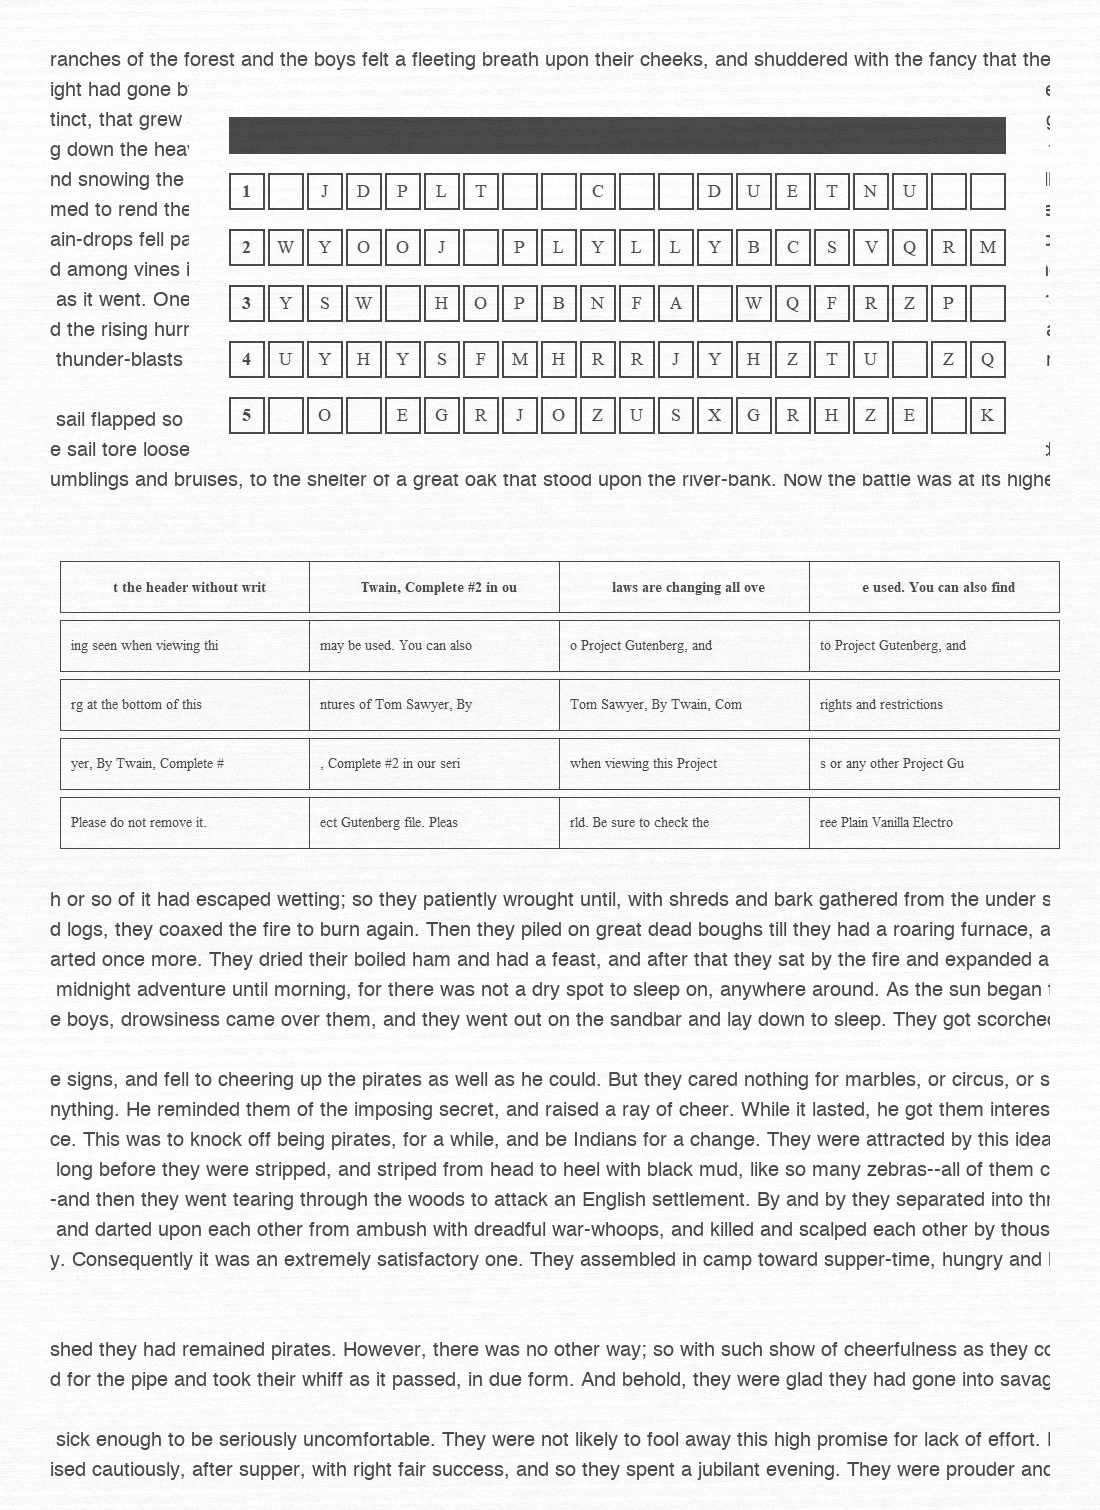 ranches of the forest and the boys felt a fleeting breath upon their cheeks, and shuddered with the fancy that the
ight had gone b
tinct, that grew
g down the hea
nd snowing the
med to rend the
ain-drops fell pa
d among vines i
as it went. One
d the rising hurr
thunder-blasts
sail flapped so
e sail tore loose
1 J D P L T C D U E T N U
2 W Y O O J P L Y L L Y B C S V Q R M
3 Y S W H O P B N F A W Q F R Z P
4 U Y H Y S F M H R R J Y H Z T U Z Q
5 O E G R J O Z U S X G R H Z E K
umblings and bruises, to the shelter of a great oak that stood upon the river-bank. Now the battle was at its highe
t the header without writ Twain, Complete #2 in ou laws are changing all ove e used. You can also find
ing seen when viewing thi may be used. You can also o Project Gutenberg, and to Project Gutenberg, and
rg at the bottom of this ntures of Tom Sawyer, By Tom Sawyer, By Twain, Com rights and restrictions
yer, By Twain, Complete # , Complete #2 in our seri when viewing this Project s or any other Project Gu
Please do not remove it. ect Gutenberg file. Pleas rld. Be sure to check the ree Plain Vanilla Electro
h or so of it had escaped wetting; so they patiently wrought until, with shreds and bark gathered from the under s
d logs, they coaxed the fire to burn again. Then they piled on great dead boughs till they had a roaring furnace, a
arted once more. They dried their boiled ham and had a feast, and after that they sat by the fire and expanded a
midnight adventure until morning, for there was not a dry spot to sleep on, anywhere around. As the sun began
e boys, drowsiness came over them, and they went out on the sandbar and lay down to sleep. They got scorche
e signs, and fell to cheering up the pirates as well as he could. But they cared nothing for marbles, or circus, or s
nything. He reminded them of the imposing secret, and raised a ray of cheer. While it lasted, he got them interes
ce. This was to knock off being pirates, for a while, and be Indians for a change. They were attracted by this idea
long before they were stripped, and striped from head to heel with black mud, like so many zebras--all of them c
-and then they went tearing through the woods to attack an English settlement. By and by they separated into thr
and darted upon each other from ambush with dreadful war-whoops, and killed and scalped each other by thous
y. Consequently it was an extremely satisfactory one. They assembled in camp toward supper-time, hungry and
shed they had remained pirates. However, there was no other way; so with such show of cheerfulness as they co
d for the pipe and took their whiff as it passed, in due form. And behold, they were glad they had gone into savag
sick enough to be seriously uncomfortable. They were not likely to fool away this high promise for lack of effort.
ised cautiously, after supper, with right fair success, and so they spent a jubilant evening. They were prouder and